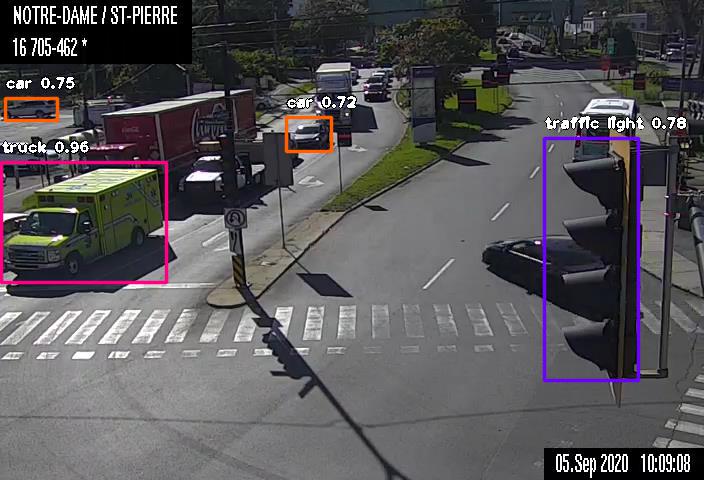 NOTRE-DAME / ST-PIERRE
16 705-462 *
car 0.75
car 0.72
traffic light 0.78
truck 0.96
05.Sep 2020 10:09:08